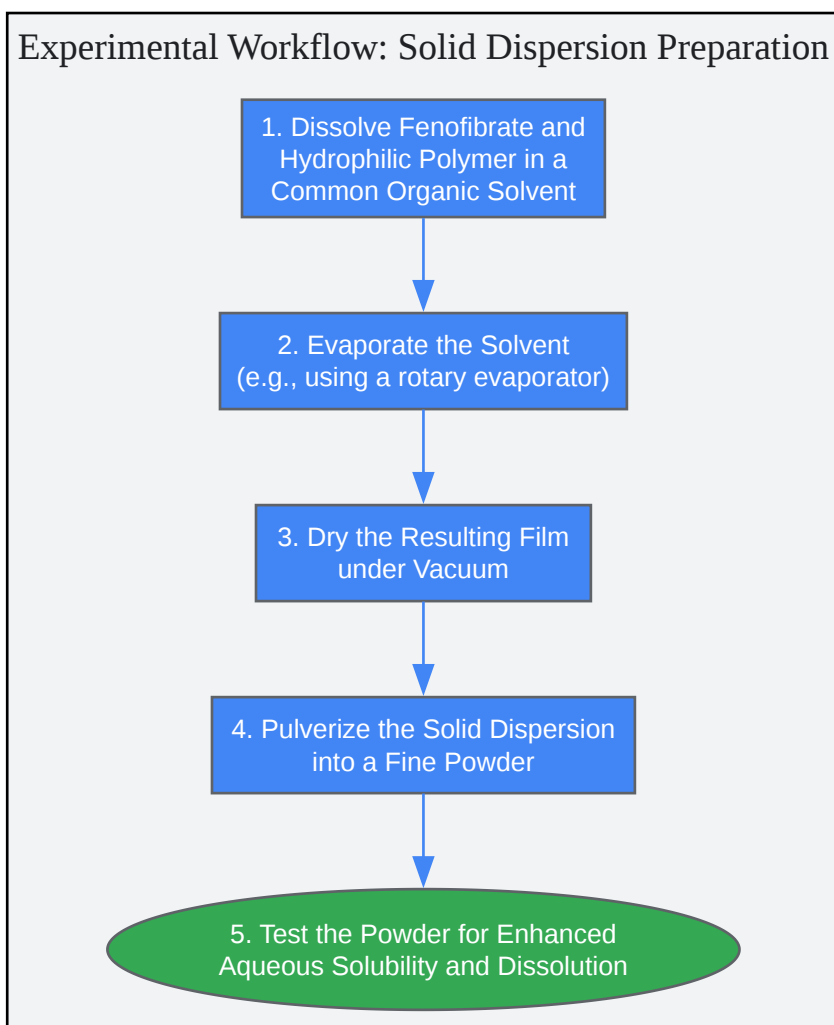 Experimental Workflow: Solid Dispersion Preparation
1. Dissolve Fenofibrate and
Hydrophilic Polymer in a
Common Organic Solvent
2. Evaporate the Solvent
(e.g., using a rotary evaporator)
3. Dry the Resulting Film
under Vacuum
4. Pulverize the Solid Dispersion
into a Fine Powder
5. Test the Powder for Enhanced
Aqueous Solubility and Dissolution